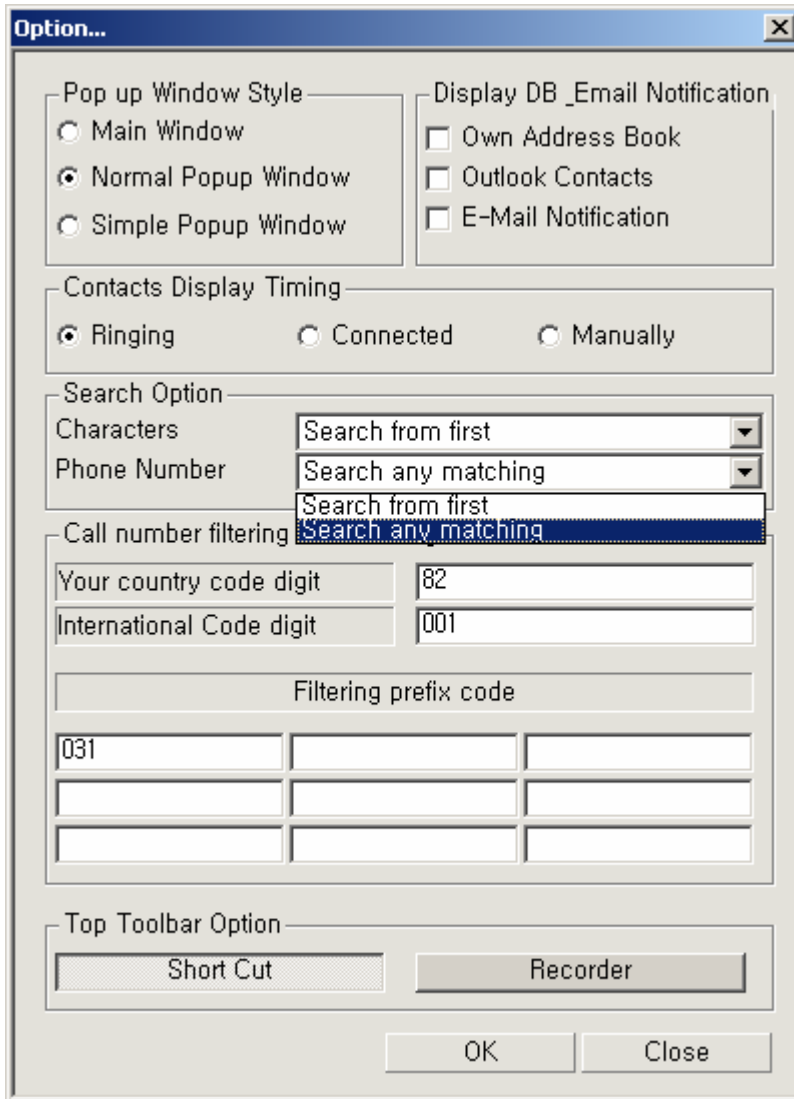 Option...
Pop up Window Style
Main Window
Normal Popup Window
Simple Popup Window
Display DB _Email Notification
Own Address Book
Outlook Contacts
E-Mail Notification
Contacts Display Timing
Ringing Connected Manually
Search Option
Characters Search from first
Phone Number Search any matching
Search from first
Search any matching
Call number filtering
Your country code digit 82
International Code digit 001
Filtering prefix code
031
Top Toolbar Option
Short Cut Recorder
OK Close